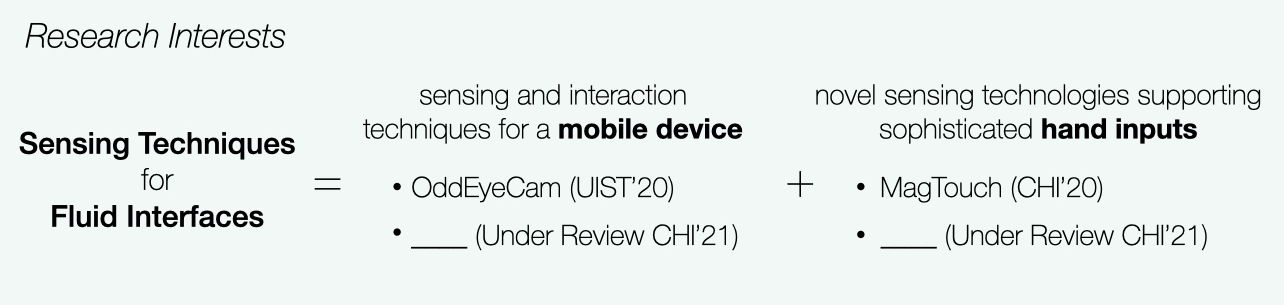 Research Interests
Sensing Techniques
for
Fluid Interfaces
=
sensing and interaction
techniques for a mobile device
• OddEyeCam (UIST'20)
• ____ (Under Review CHI'21)
+
novel sensing technologies supporting
sophisticated hand inputs
• MagTouch (CHI'20)
• ____ (Under Review CHI'21)